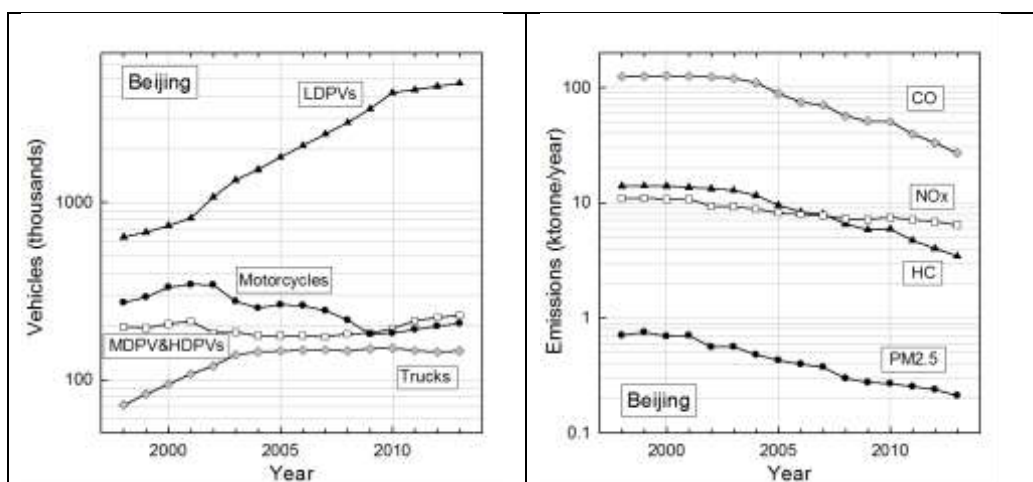 Beijing
LDPVs
1000
Motorcycles
MDPV&HDPVs
Trucks
100
Vehicles (thousands)
2000
2005
2010
Year
100
CO
NOx
10
HC
1
PM2.5
Beijing
0.1
Emissions (ktonne/year)
2000
2005
2010
Year